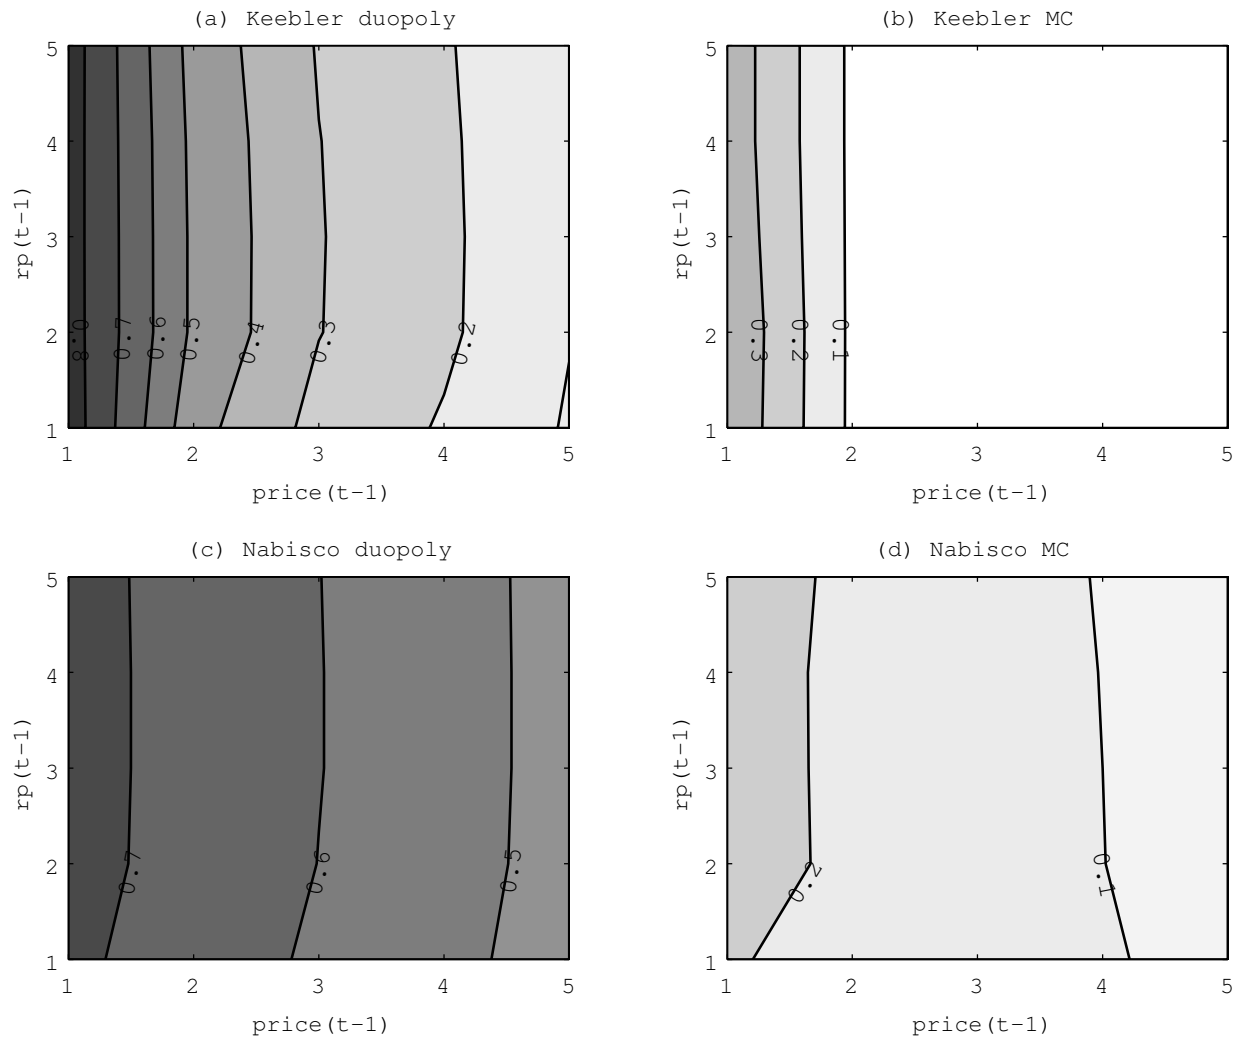 (a) Keebler duopoly
5
4
3
2
1
rp(t-1)
0.8
0.7
0.6
0.5
0.4
0.3
0.2
1 2 3 4 5
price(t-1)
(b) Keebler MC
5
4
3
2
1
rp(t-1)
0.3
0.2
0.1
1 2 3 4 5
price(t-1)
(c) Nabisco duopoly
5
4
3
2
1
rp(t-1)
0.7
0.6
0.5
1 2 3 4 5
price(t-1)
(d) Nabisco MC
5
4
3
2
1
rp(t-1)
0.2
0.1
1 2 3 4 5
price(t-1)